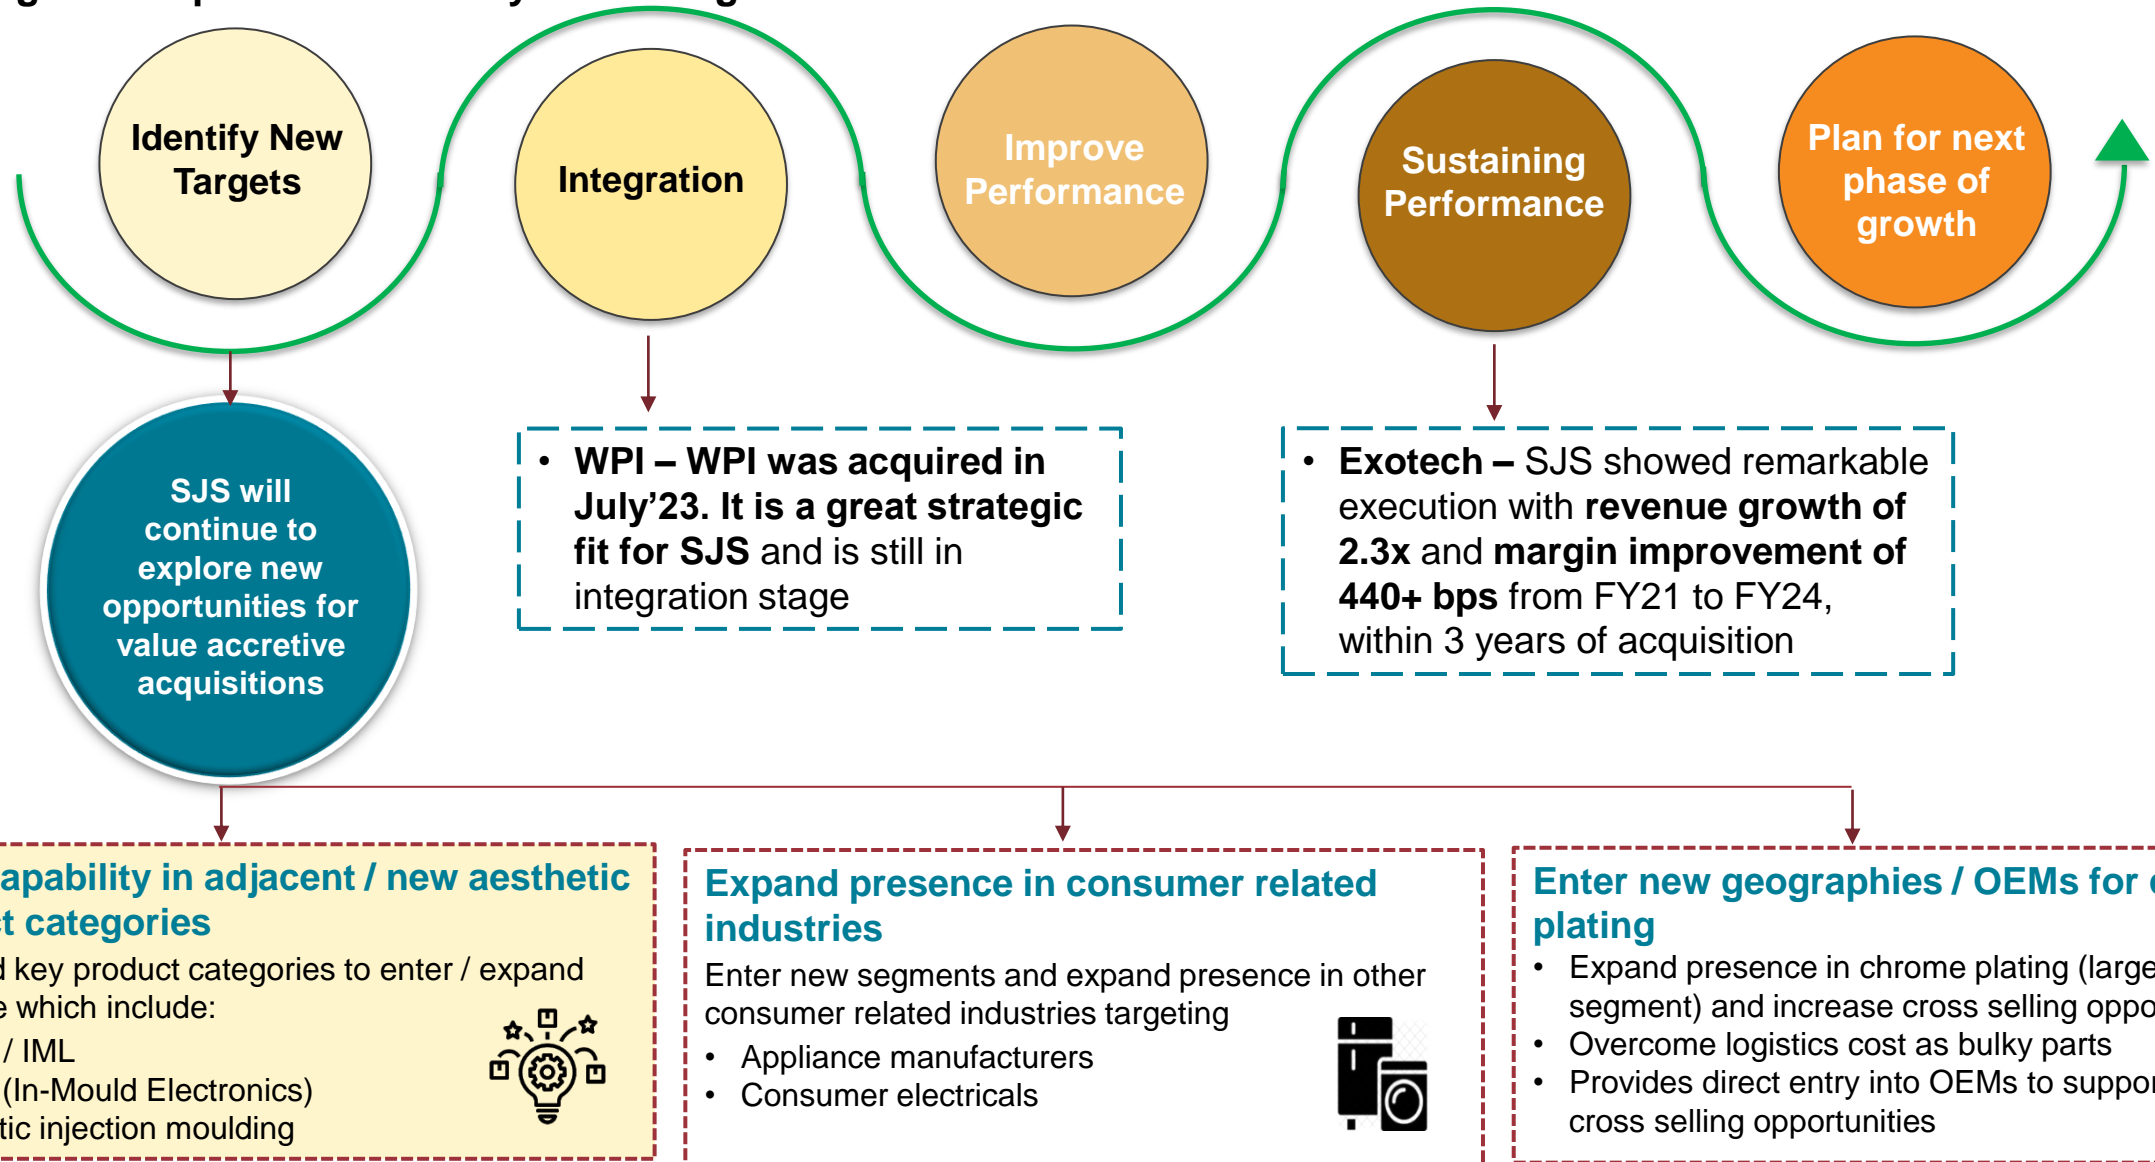 Identify New
Targets
Integration
Improve
Performance
Sustaining
Performance
Plan for next
phase of
growth
SJS will
continue to
explore new
opportunities for
value accretive
acquisitions
• WPI – WPI was acquired in
July’23. It is a great strategic
fit for SJS and is still in
integration stage
• Exotech – SJS showed remarkable
execution with revenue growth of
2.3x and margin improvement of
440+ bps from FY21 to FY24,
within 3 years of acquisition
in adjacent / new aesthetic
categories
key product categories to enter / expand
which include:
/ IML
(In-Mould Electronics)
injection moulding
Expand presence in consumer related
industries
Enter new segments and expand presence in other
consumer related industries targeting
• Appliance manufacturers
• Consumer electricals
Enter new geographies / OEMs for
plating
• Expand presence in chrome plating (large
segment) and increase cross selling
• Overcome logistics cost as bulky parts
• Provides direct entry into OEMs to support
cross selling opportunities